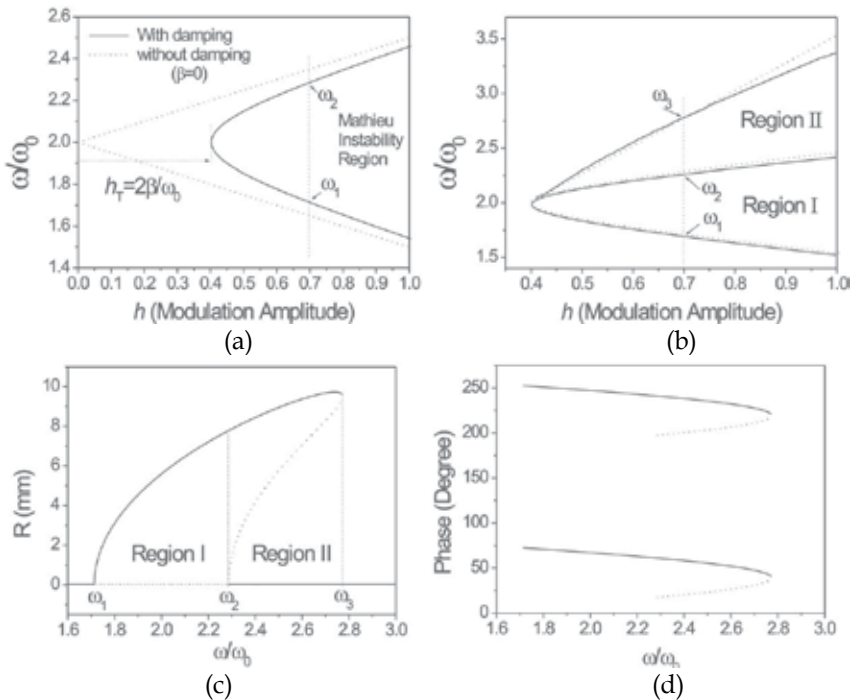 With damping
without damping
(β=0)
ω/ω₀
2.6
2.4
2.2
2.0
1.8
1.6
1.4
ω₂
Mathieu
Instability
Region
hT=2β/ω₀
ω₁
0.0 0.1 0.2 0.3 0.4 0.5 0.6 0.7 0.8 0.9 1.0
h (Modulation Amplitude)
(a)
ω/ω₀
3.5
3.0
2.5
2.0
1.5
ω₃
Region II
ω₂
Region I
ω₁
0.4 0.5 0.6 0.7 0.8 0.9 1.0
h (Modulation Amplitude)
(b)
R (mm)
10
8
6
4
2
0
Region I
Region II
ω₁
ω₂
ω₃
1.6 1.8 2.0 2.2 2.4 2.6 2.8 3.0
ω/ω₀
(c)
Phase (Degree)
250
200
150
100
50
0
1.6 1.8 2.0 2.2 2.4 2.6 2.8 3.0
ω/ω₀
(d)